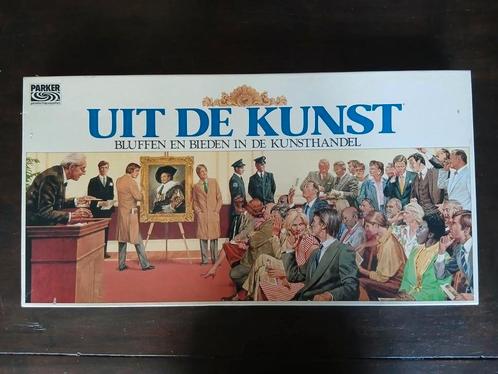 PARKER
UIT DE KUNST
BLUFFEN EN BIEDEN IN DE KUNSTHANDEL